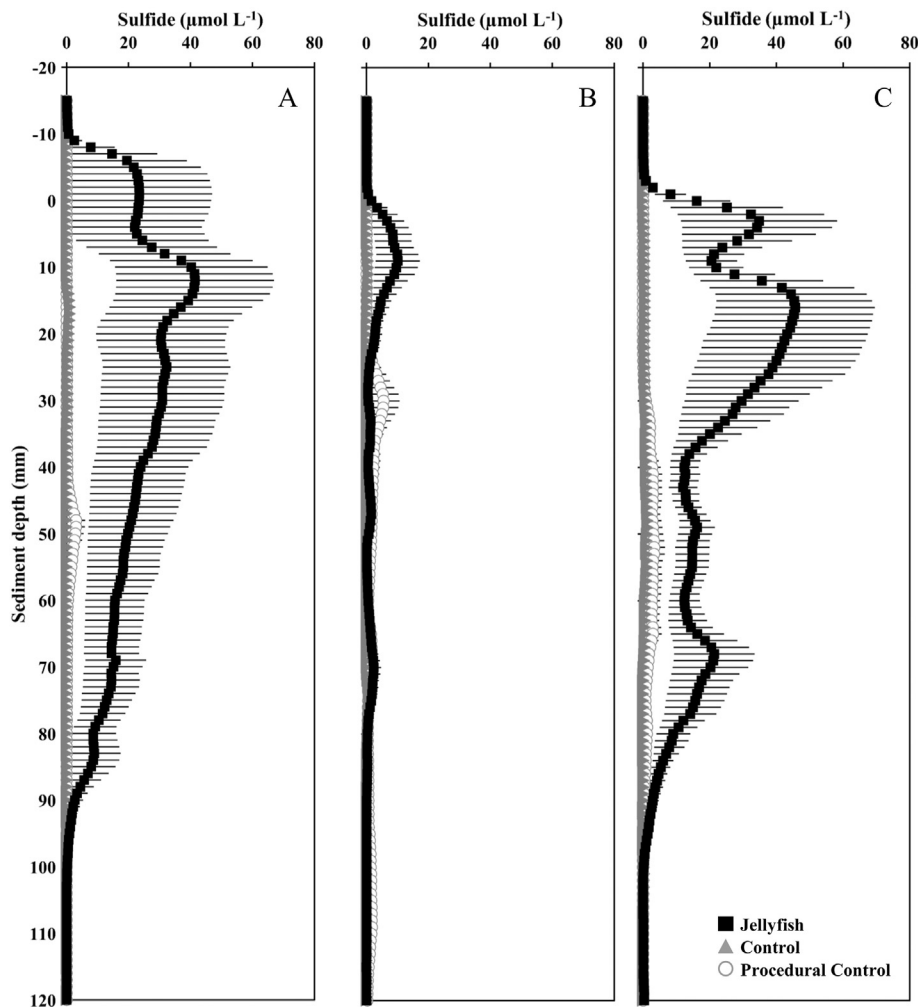 Sulfide (µmol L⁻¹) Sulfide (µmol L⁻¹) Sulfide (µmol L⁻¹)
0 20 40 60 80 0 20 40 60 80 0 20 40 60 80
-20
A B C
-10
0
10
20
30
40
50
60
70
80
90
100
110
120
Sediment depth (mm)
Jellyfish
Control
Procedural Control